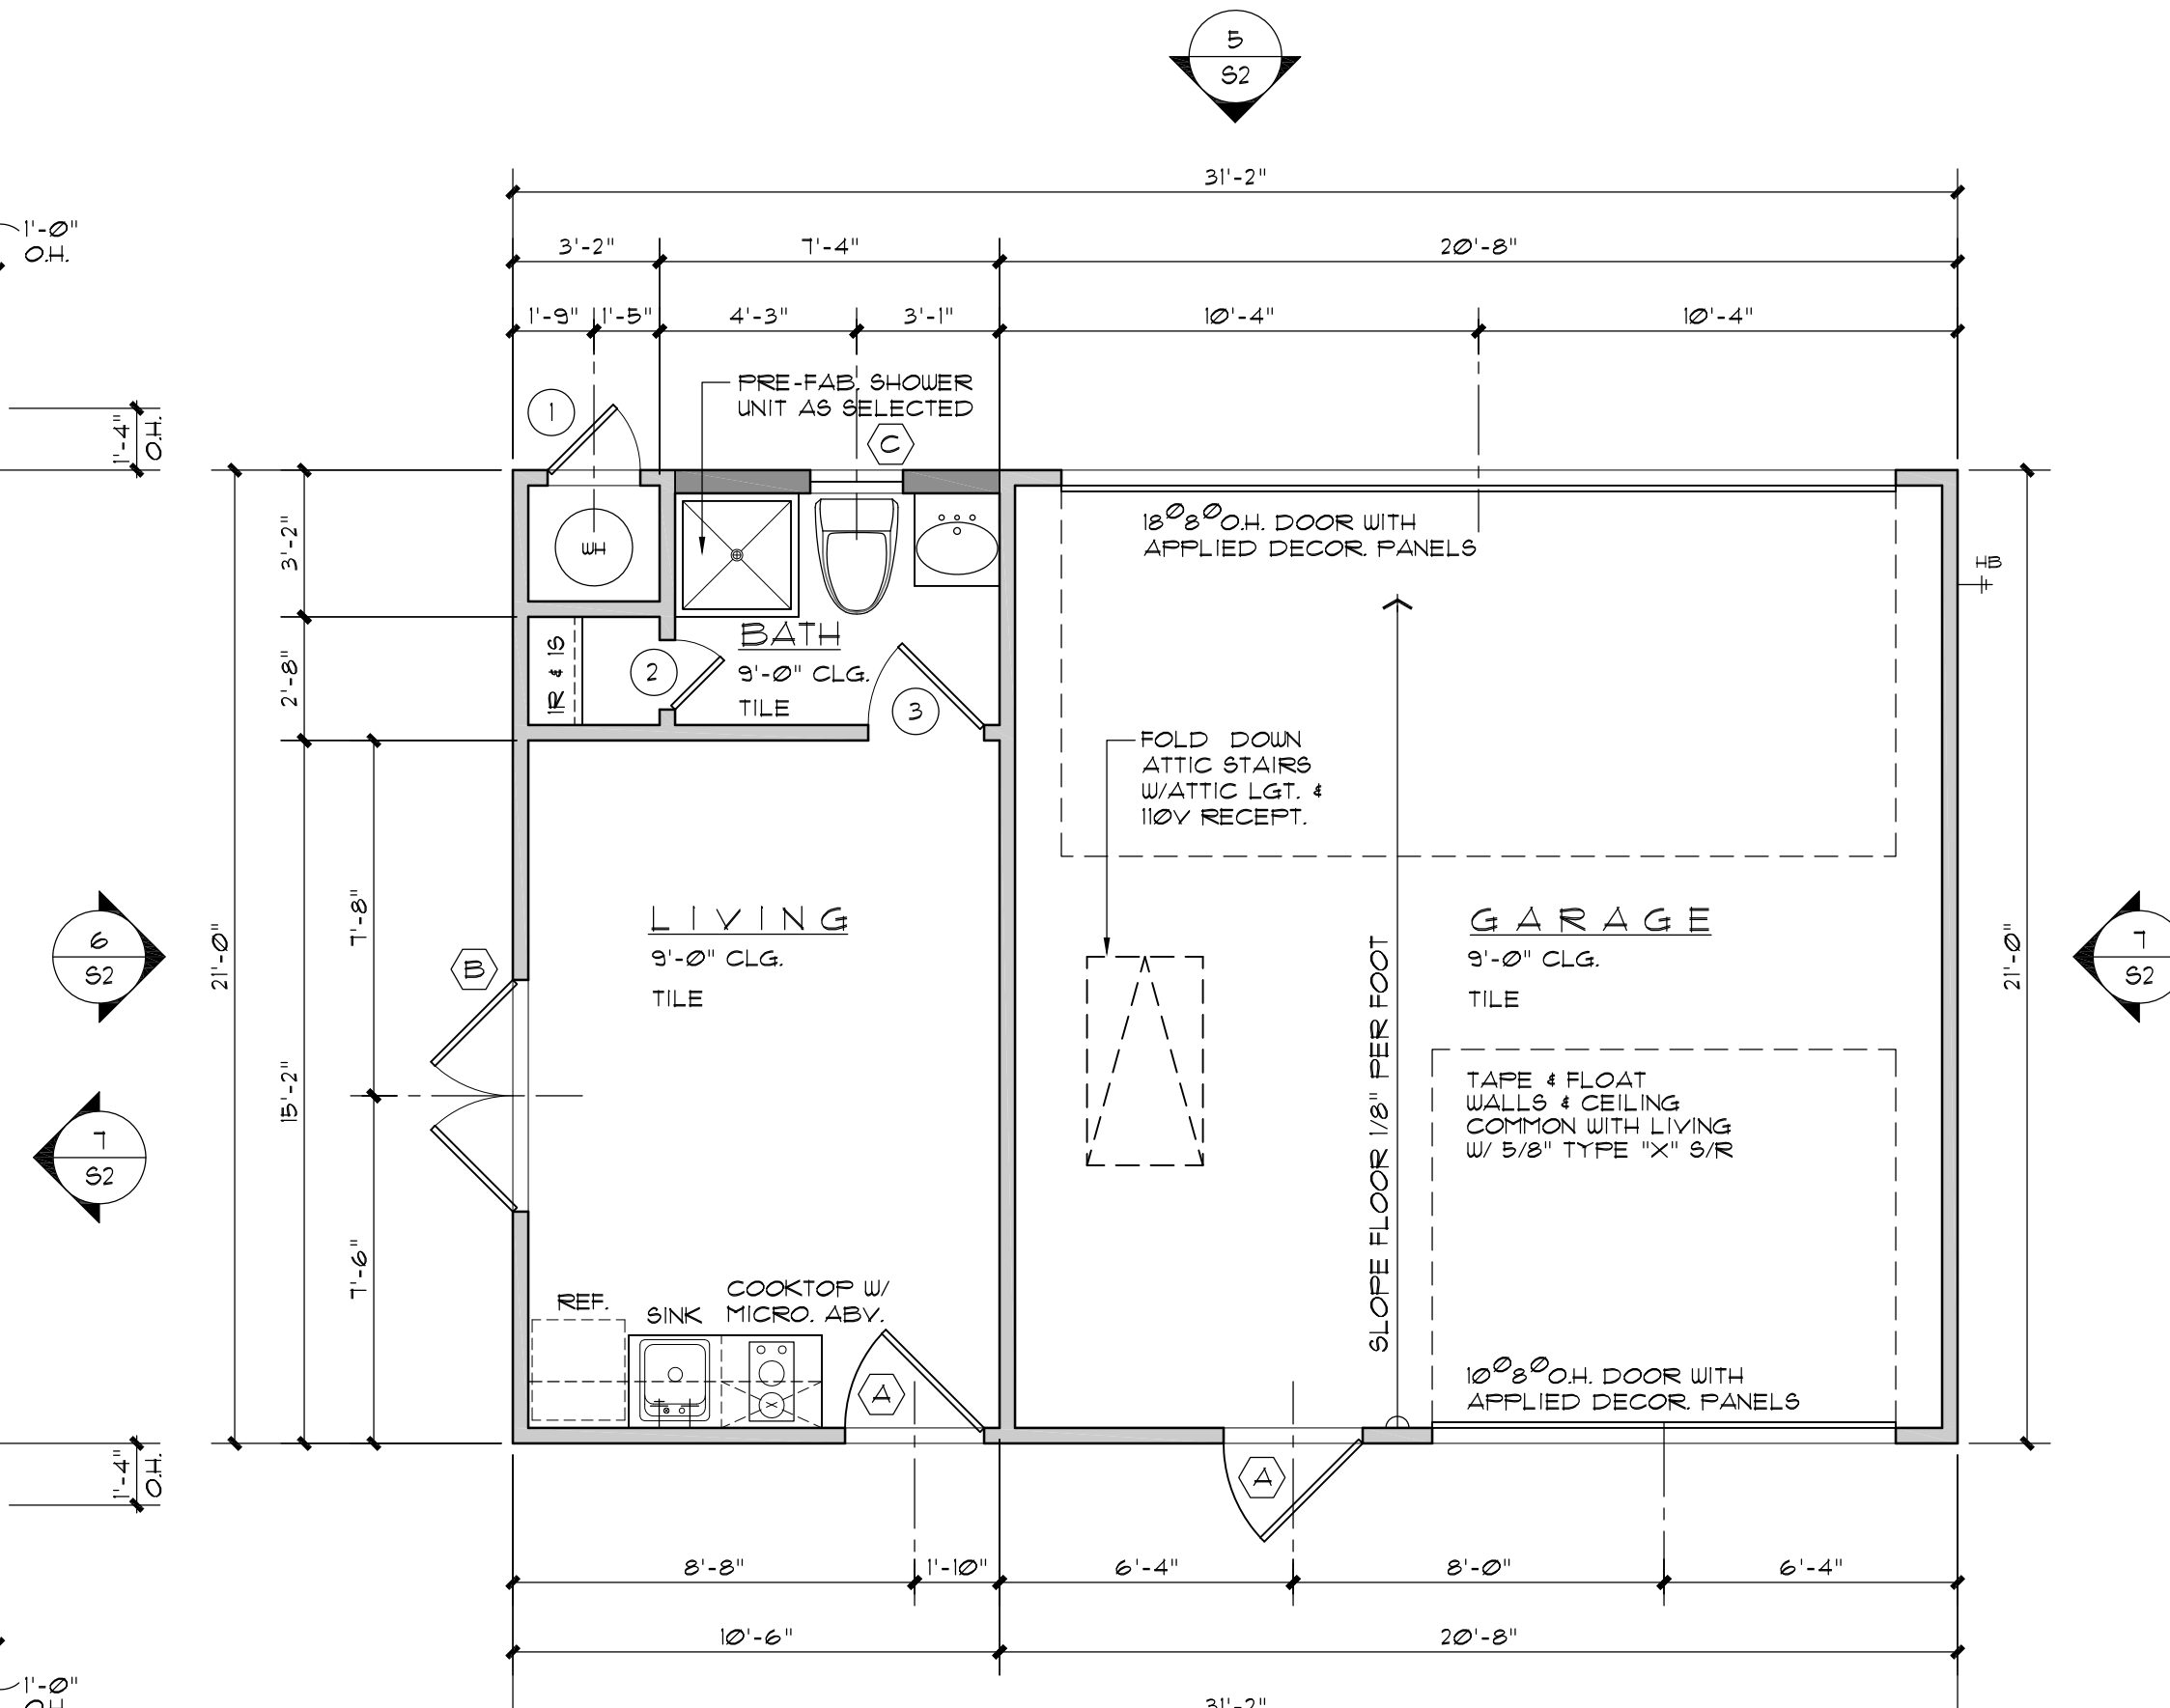 5
S2
31'-2"
1'-0"
O.H.
3'-2"
7'-4"
20'-8"
1'-9"
1'-5"
4'-3"
3'-1"
10'-4"
10'-4"
PRE-FAB. SHOWER
UNIT AS SELECTED
1
C
1'-4"
O.H.
18⁰8⁰ O.H. DOOR WITH
APPLIED DECOR. PANELS
WH
3'-2"
HB
BATH
9'-0" CLG.
TILE
1R & 1S
2
3
2'-8"
FOLD DOWN
ATTIC STAIRS
W/ATTIC LGT. &
110V RECEPT.
7'-8"
LIVING
9'-0" CLG.
TILE
GARAGE
9'-0" CLG.
TILE
6
S2
21'-0"
B
21'-0"
7
S2
15'-2"
SLOPE FLOOR 1/8" PER FOOT
TAPE & FLOAT
WALLS & CEILING
COMMON WITH LIVING
W/ 5/8" TYPE "X" S/R
7
S2
7'-6"
REF.
SINK
COOKTOP W/
MICRO. ABV.
A
10⁰8⁰ O.H. DOOR WITH
APPLIED DECOR. PANELS
1'-4"
O.H.
A
8'-8"
1'-10"
6'-4"
8'-0"
6'-4"
10'-6"
20'-8"
1'-0"
O.H.
31'-2"